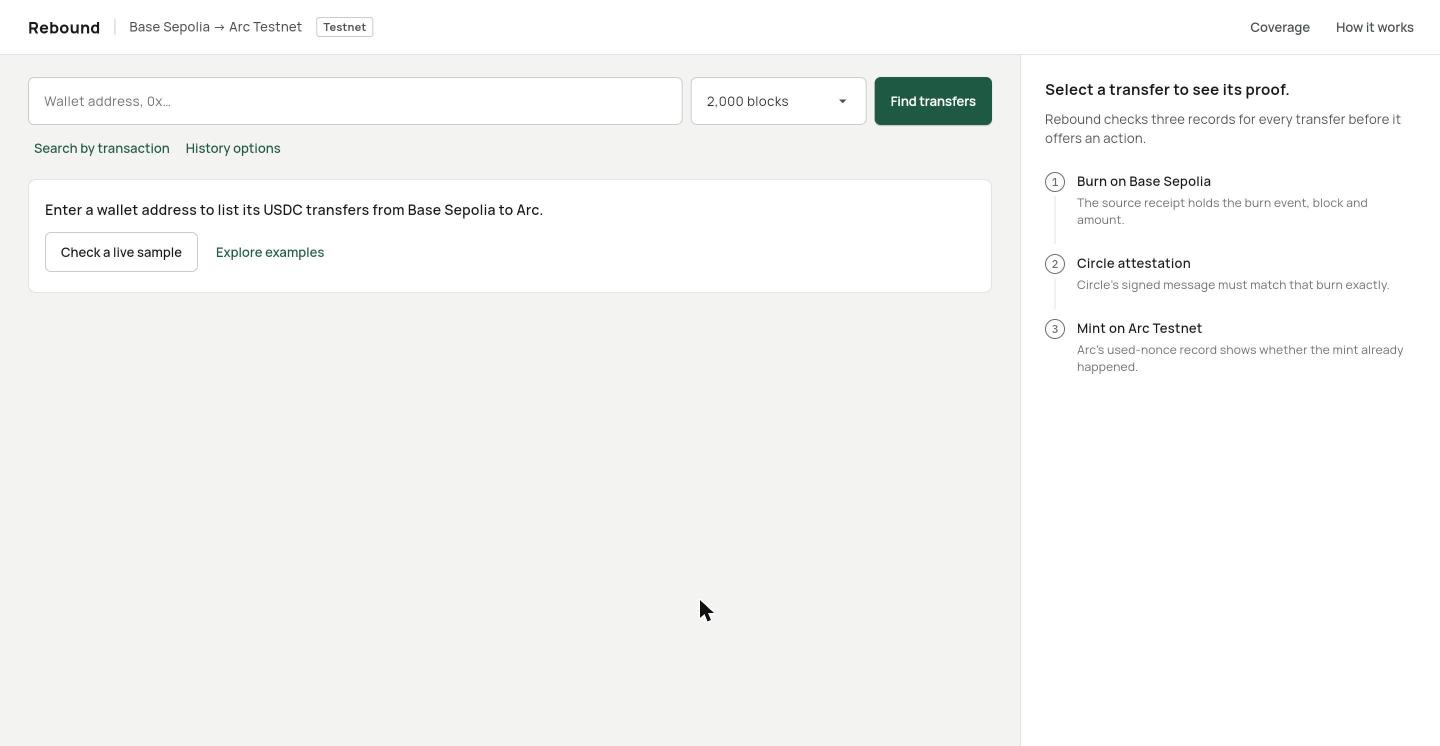 Rebound
Base Sepolia → Arc Testnet
Testnet
Coverage
How it works
Wallet address, 0x…
2,000 blocks
Find transfers
Search by transaction
History options
Enter a wallet address to list its USDC transfers from Base Sepolia to Arc.
Check a live sample
Explore examples
Select a transfer to see its proof.
Rebound checks three records for every transfer before it
offers an action.
1
Burn on Base Sepolia
The source receipt holds the burn event, block and
amount.
2
Circle attestation
Circle's signed message must match that burn exactly.
3
Mint on Arc Testnet
Arc's used-nonce record shows whether the mint already
happened.